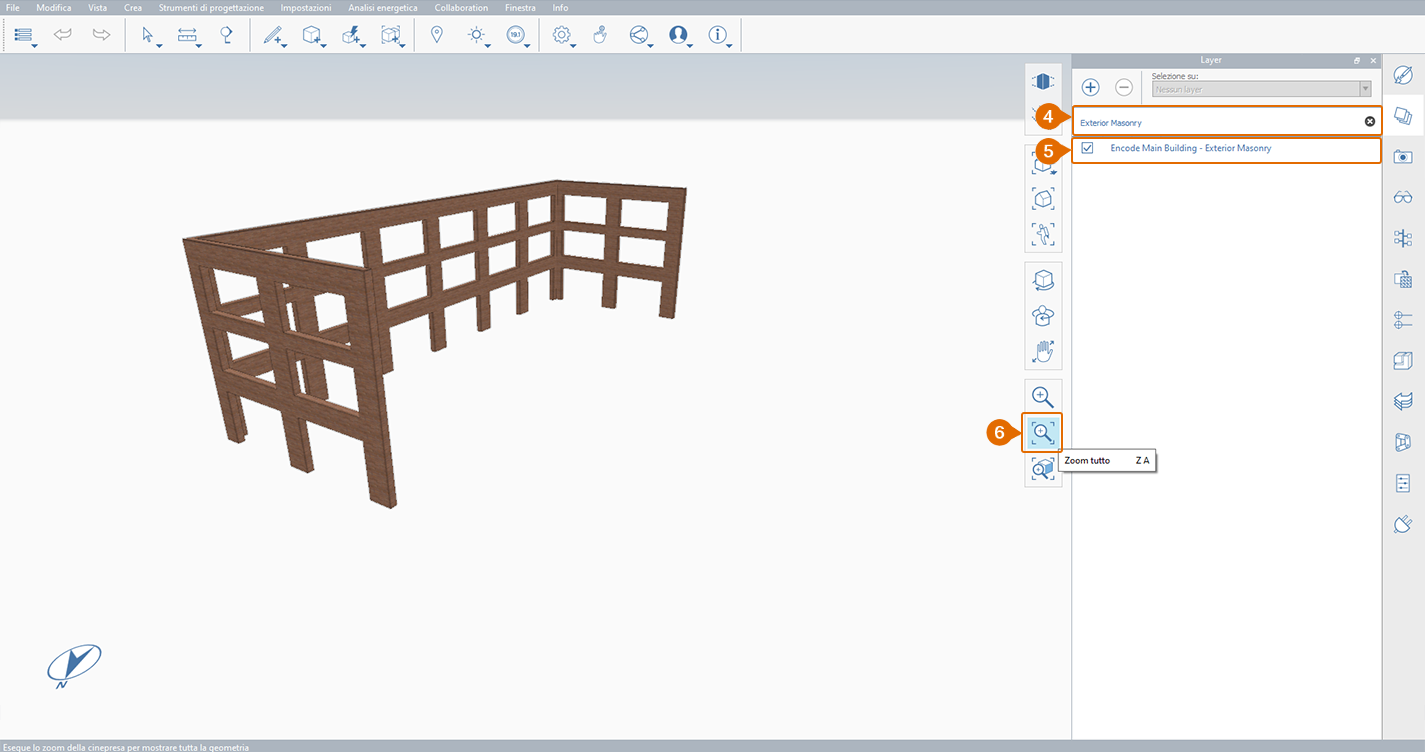 File Modifica Vista Crea Strumenti di progettazione Impostazioni Analisi energetica Collaboration Finestra Info
19.1
Layer
Selezione su:
Nessun layer
4
Exterior Masonry
5
Encode Main Building - Exterior Masonry
6
Zoom tutto Z A
N
Esegue lo zoom della cinepresa per mostrare tutta la geometria